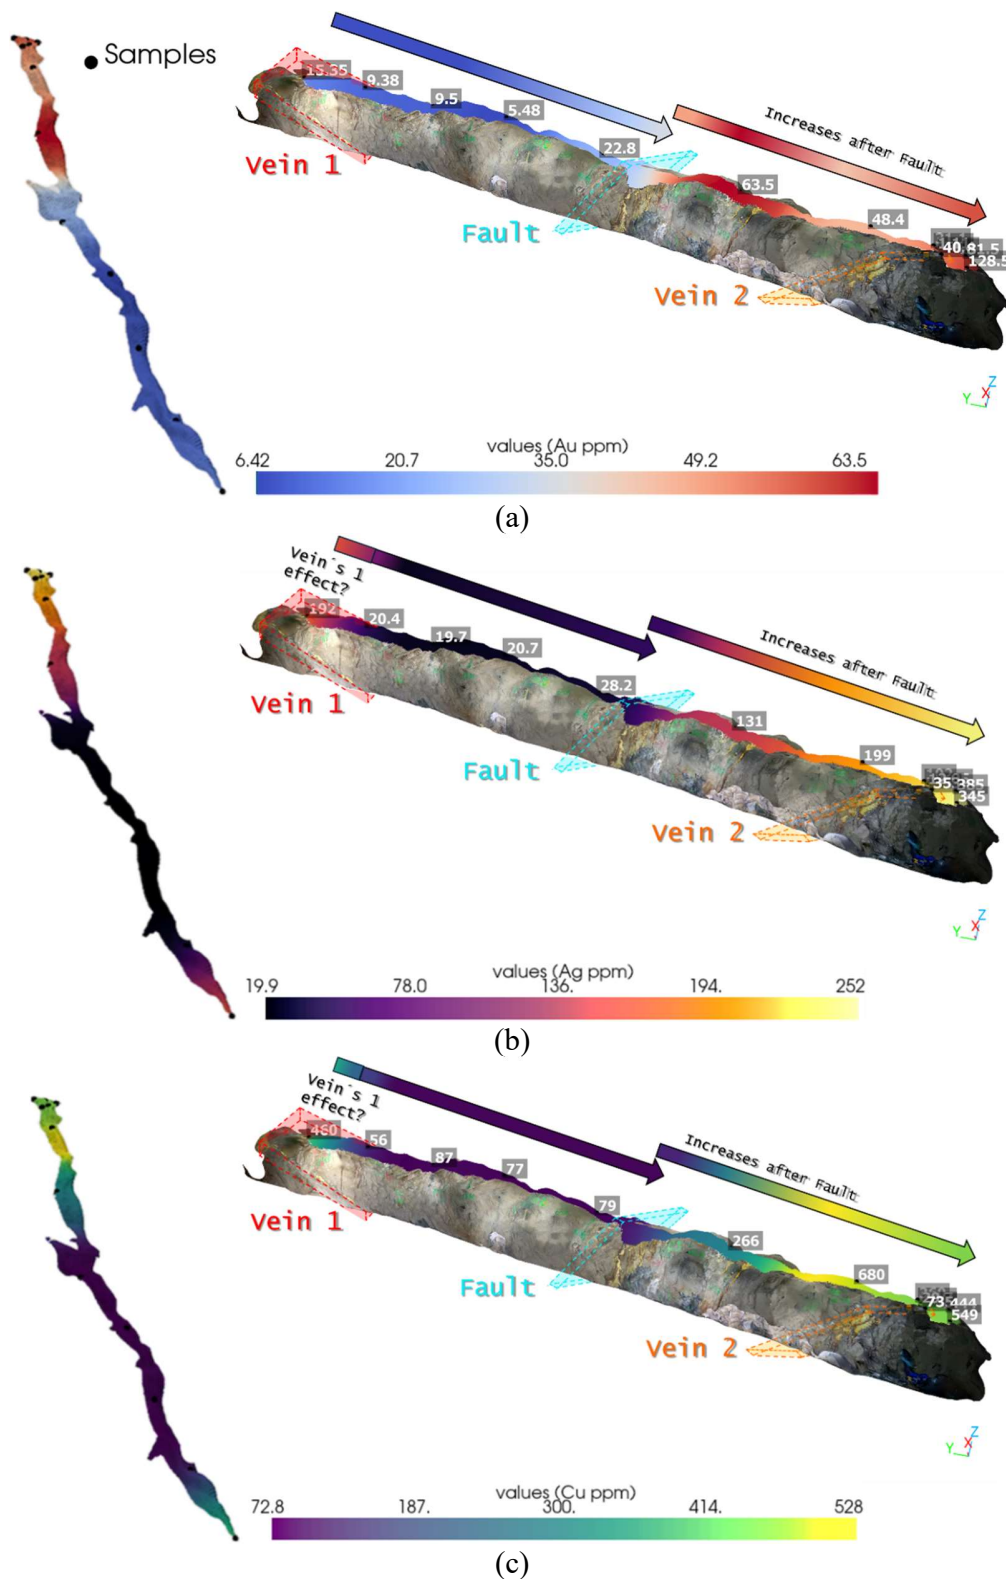 Samples
15.35
9.38
9.5
5.48
22.8
Increases after Fault
63.5
48.4
40.
81.5
128.5
Vein 1
Fault
Vein 2
Z
X
Y
values (Au ppm)
6.42 20.7 35.0 49.2 63.5
(a)
Vein´s 1
effect?
192
20.4
19.7
20.7
28.2
Increases after Fault
131
199
35
385
345
Vein 1
Fault
Vein 2
Z
X
Y
values (Ag ppm)
19.9 78.0 136. 194. 252
(b)
Vein´s 1
effect?
480
56
87
77
79
Increases after Fault
266
680
73
444
549
Vein 1
Fault
Vein 2
Z
X
Y
values (Cu ppm)
72.8 187. 300. 414. 528
(c)